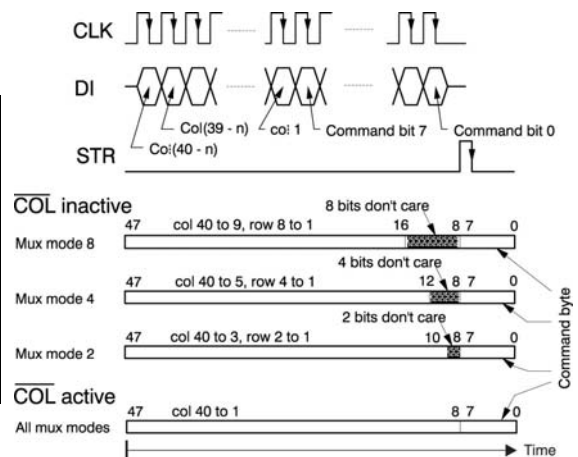 CLK
DI
Col(39 - n)
col 1
Command bit 7
Command bit 0
Col(40 - n)
STR
COL inactive
8 bits don't care
47 col 40 to 9, row 8 to 1 16 8 7 0
Mux mode 8
4 bits don't care
47 col 40 to 5, row 4 to 1 12 8 7 0
Mux mode 4
2 bits don't care
47 col 40 to 3, row 2 to 1 10 8 7 0
Mux mode 2
Command byte
COL active
47 col 40 to 1 8 7 0
All mux modes
Time